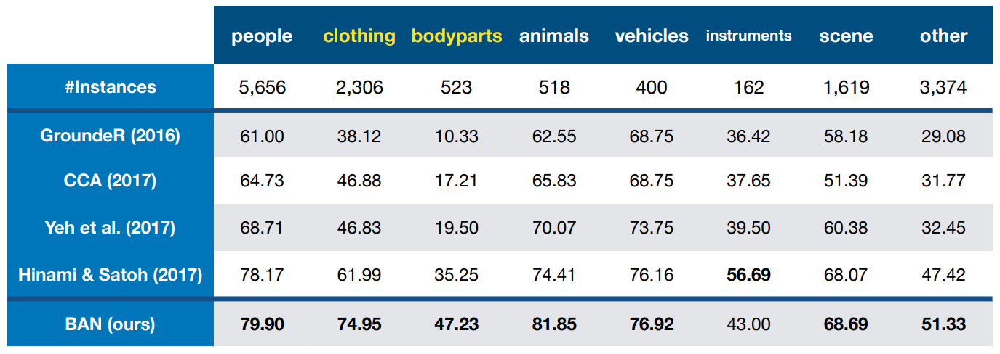 people clothing bodyparts animals vehicles instruments scene other
#Instances 5,656 2,306 523 518 400 162 1,619 3,374
GroundeR (2016) 61.00 38.12 10.33 62.55 68.75 36.42 58.18 29.08
CCA (2017) 64.73 46.88 17.21 65.83 68.75 37.65 51.39 31.77
Yeh et al. (2017) 68.71 46.83 19.50 70.07 73.75 39.50 60.38 32.45
Hinami & Satoh (2017) 78.17 61.99 35.25 74.41 76.16 56.69 68.07 47.42
BAN (ours) 79.90 74.95 47.23 81.85 76.92 43.00 68.69 51.33